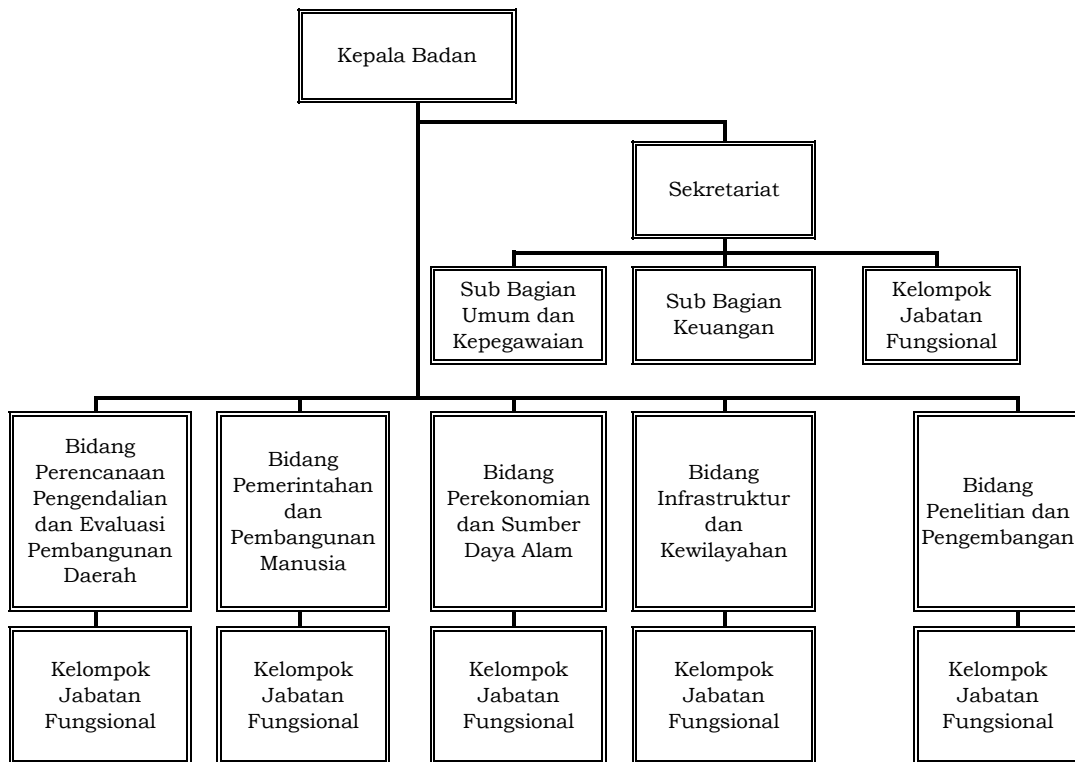 Kepala Badan
Sekretariat
Sub Bagian
Umum dan
Kepegawaian
Sub Bagian
Keuangan
Kelompok
Jabatan
Fungsional
Bidang
Perencanaan
Pengendalian
dan Evaluasi
Pembangunan
Daerah
Bidang
Pemerintahan
dan
Pembangunan
Manusia
Bidang
Perekonomian
dan Sumber
Daya Alam
Bidang
Infrastruktur
dan
Kewilayahan
Bidang
Penelitian dan
Pengembangan
Kelompok
Jabatan
Fungsional
Kelompok
Jabatan
Fungsional
Kelompok
Jabatan
Fungsional
Kelompok
Jabatan
Fungsional
Kelompok
Jabatan
Fungsional